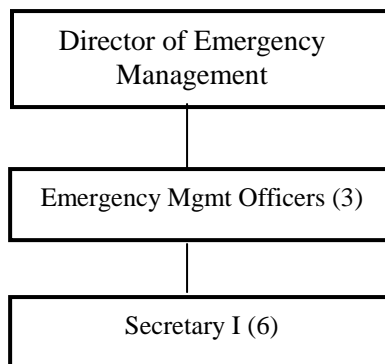 Director of Emergency
Management
Emergency Mgmt Officers (3)
Secretary I (6)